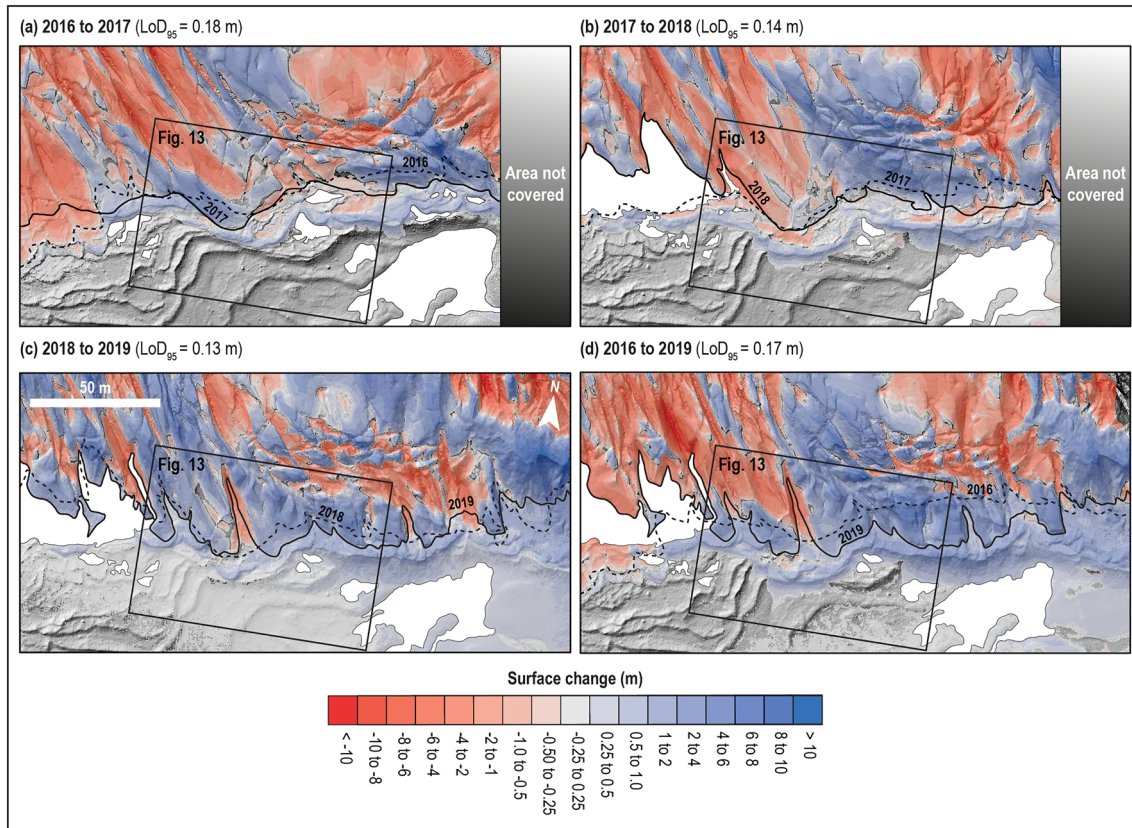 (a) 2016 to 2017 (LoD95 = 0.18 m)
(b) 2017 to 2018 (LoD95 = 0.14 m)
Fig. 13
2016
2017
Area not
covered
Fig. 13
2017
2018
Area not
covered
(c) 2018 to 2019 (LoD95 = 0.13 m)
(d) 2016 to 2019 (LoD95 = 0.17 m)
50 m
N
Fig. 13
2018
2019
Fig. 13
2016
2019
Surface change (m)
< -10
-10 to -8
-8 to -6
-6 to -4
-4 to -2
-2 to -1
-1.0 to -0.5
-0.50 to -0.25
-0.25 to 0.25
0.25 to 0.5
0.5 to 1.0
1 to 2
2 to 4
4 to 6
6 to 8
8 to 10
> 10